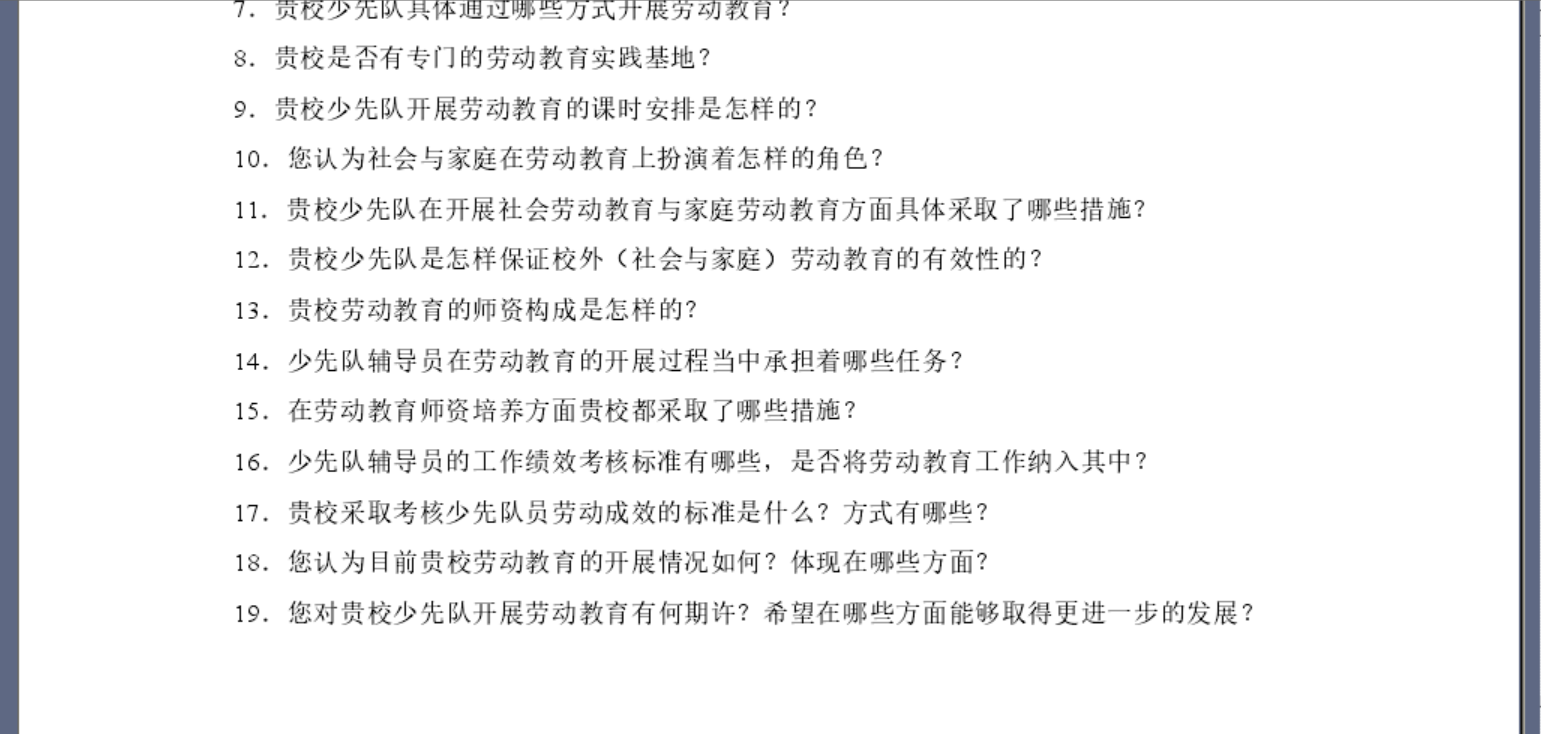 7. 贵校少先队具体通过哪些方式开展劳动教育？
8. 贵校是否有专门的劳动教育实践基地？
9. 贵校少先队开展劳动教育的课时安排是怎样的？
10. 您认为社会与家庭在劳动教育上扮演着怎样的角色？
11. 贵校少先队在开展社会劳动教育与家庭劳动教育方面具体采取了哪些措施？
12. 贵校少先队是怎样保证校外（社会与家庭）劳动教育的有效性的？
13. 贵校劳动教育的师资构成是怎样的？
14. 少先队辅导员在劳动教育的开展过程当中承担着哪些任务？
15. 在劳动教育师资培养方面贵校都采取了哪些措施？
16. 少先队辅导员的工作绩效考核标准有哪些，是否将劳动教育工作纳入其中？
17. 贵校采取考核少先队员劳动成效的标准是什么？方式有哪些？
18. 您认为目前贵校劳动教育的开展情况如何？体现在哪些方面？
19. 您对贵校少先队开展劳动教育有何期许？希望在哪些方面能够取得更进一步的发展？